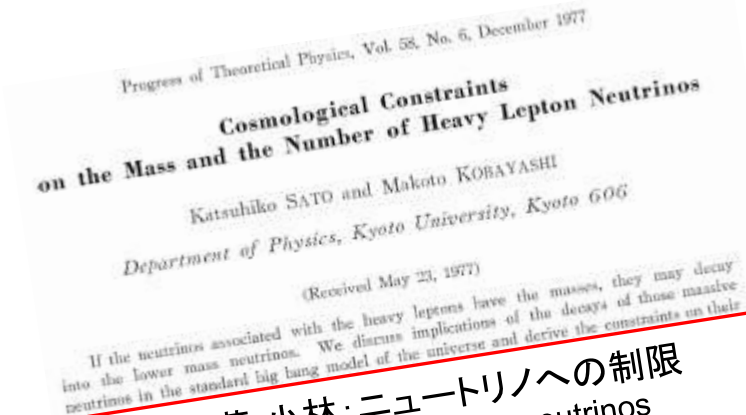 Progress of Theoretical Physics, Vol. 58, No. 6, December 1977
Cosmological Constraints
on the Mass and the Number of Heavy Lepton Neutrinos
Katsuhiko SATO and Makoto KOBAYASHI
Department of Physics, Kyoto University, Kyoto 606
(Received May 23, 1977)
If the neutrinos associated with the heavy leptons have the masses, they may decay
into the lower mass neutrinos. We discuss implications of the decays of those massive
neutrinos in the standard big bang model of the universe and derive the constraints on their
小林:ニュートリノへの制限